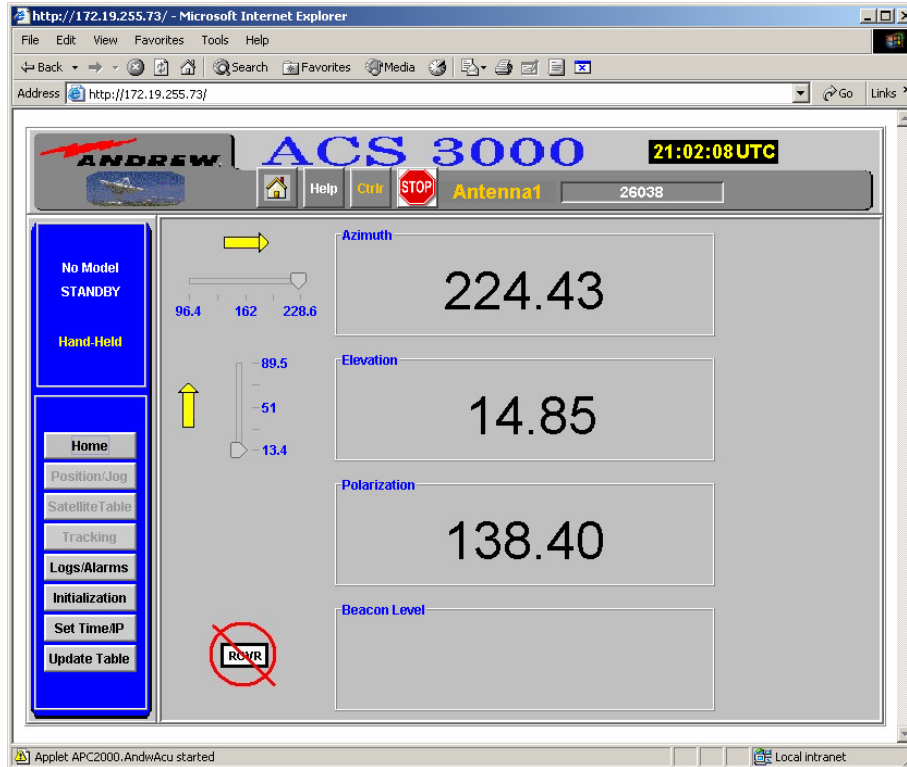 http://172.19.255.73/ - Microsoft Internet Explorer
File Edit View Favorites Tools Help
Back Search Favorites Media
Address http://172.19.255.73/ Go Links
ANDREW.
ACS 3000
21:02:08 UTC
Help Ctrlr STOP Antenna1 26038
No Model
STANDBY
Hand-Held
Home
Position/Jog
SatelliteTable
Tracking
Logs/Alarms
Initialization
Set Time/IP
Update Table
96.4 162 228.6
Azimuth
224.43
89.5
51
13.4
Elevation
14.85
Polarization
138.40
RCVR
Beacon Level
Applet APC2000.AndwAcu started Local intranet